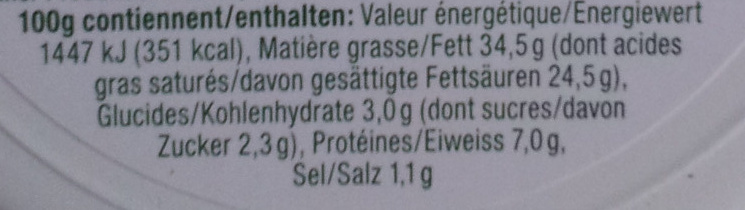 100g contiennent/enthalten: Valeur énergétique/Energiewert
1447 kJ (351 kcal), Matière grasse/Fett 34,5g (dont acides
gras saturés/davon gesättigte Fettsäuren 24,5g),
Glucides/Kohlenhydrate 3,0g (dont sucres/davon
Zucker 2,3g), Protéines/Eiweiss 7,0g,
Sel/Salz 1,1g